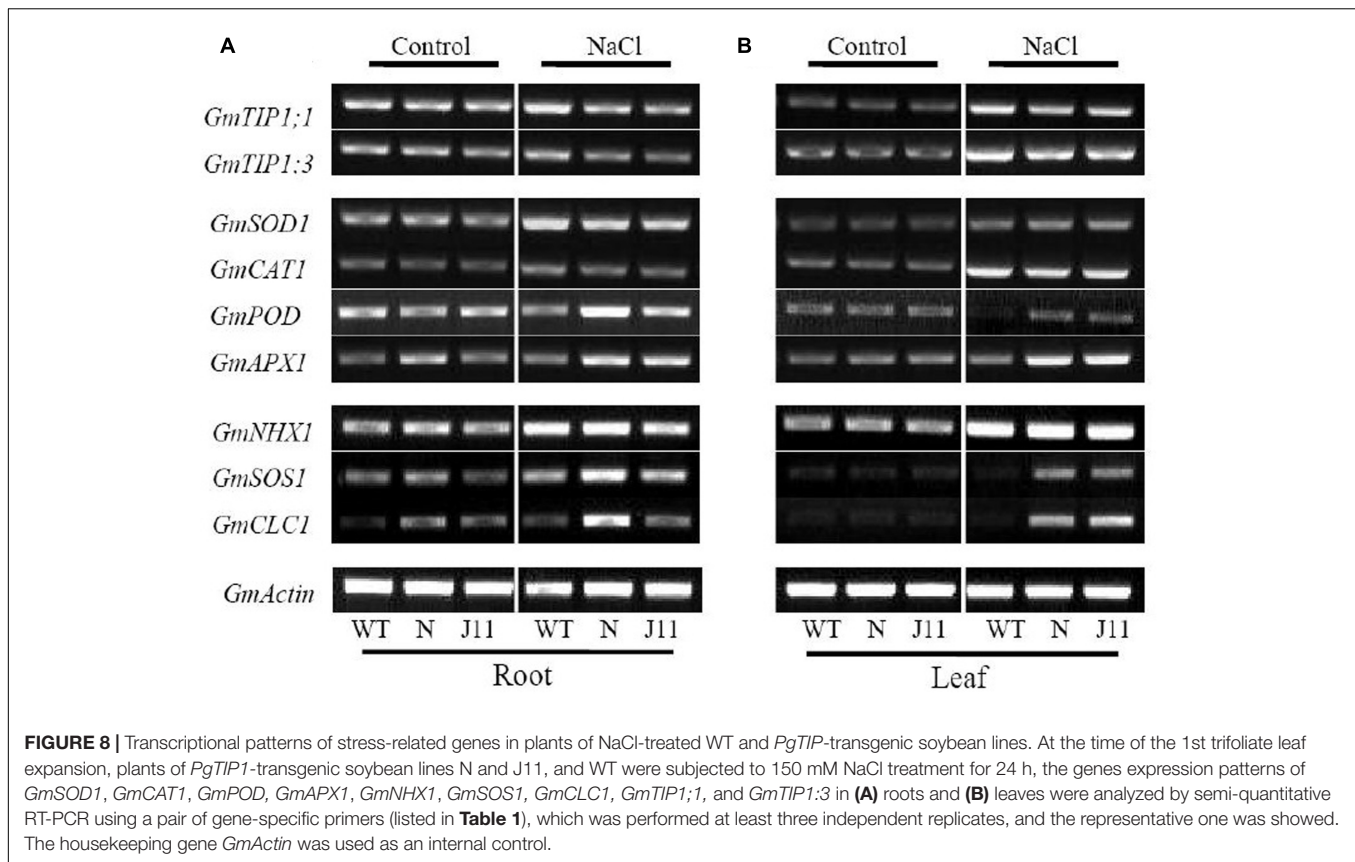 A
Control
NaCl
B
Control
NaCl
GmTIP1;1
GmTIP1:3
GmSOD1
GmCAT1
GmPOD
GmAPX1
GmNHX1
GmSOS1
GmCLC1
GmActin
WT N J11 WT N J11
Root
WT N J11 WT N J11
Leaf
FIGURE 8 | Transcriptional patterns of stress-related genes in plants of NaCl-treated WT and PgTIP-transgenic soybean lines. At the time of the 1st trifoliate leaf
expansion, plants of PgTIP1-transgenic soybean lines N and J11, and WT were subjected to 150 mM NaCl treatment for 24 h, the genes expression patterns of
GmSOD1, GmCAT1, GmPOD, GmAPX1, GmNHX1, GmSOS1, GmCLC1, GmTIP1;1, and GmTIP1:3 in (A) roots and (B) leaves were analyzed by semi-quantitative
RT-PCR using a pair of gene-specific primers (listed in Table 1), which was performed at least three independent replicates, and the representative one was showed.
The housekeeping gene GmActin was used as an internal control.